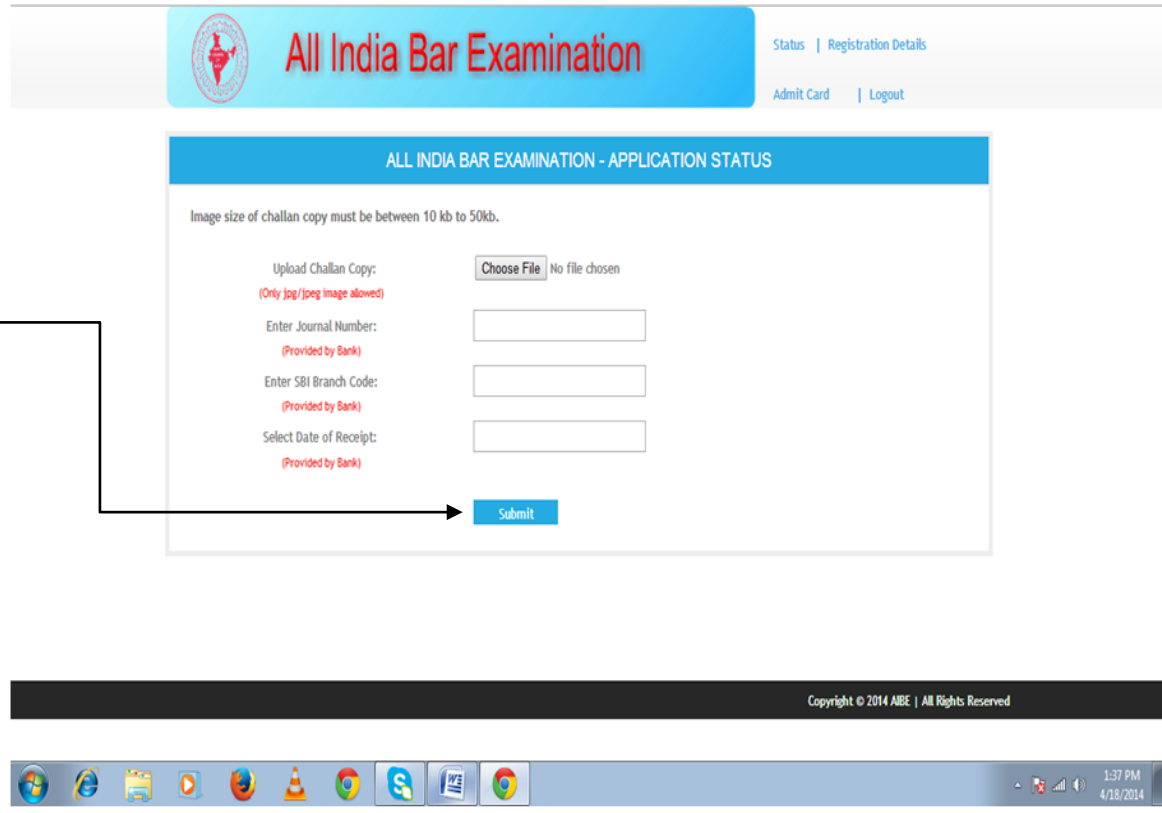 All India Bar Examination
Status | Registration Details
Admit Card | Logout
ALL INDIA BAR EXAMINATION - APPLICATION STATUS
Image size of challan copy must be between 10 kb to 50kb.
Upload Challan Copy: Choose File No file chosen
(Only jpg/jpeg image allowed)
Enter Journal Number:
(Provided by Bank)
Enter SBI Branch Code:
(Provided by Bank)
Select Date of Receipt:
(Provided by Bank)
Submit
Copyright © 2014 AIBE | All Rights Reserved
1:37 PM
4/18/2014